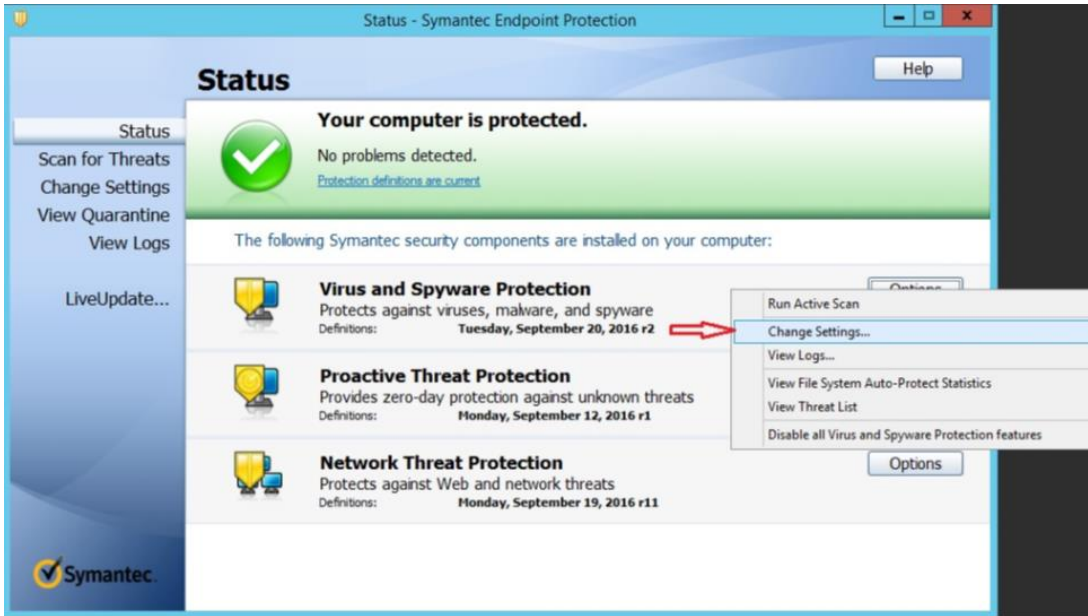 Status - Symantec Endpoint Protection
Status
Help
Status
Scan for Threats
Change Settings
View Quarantine
View Logs
LiveUpdate...
Your computer is protected.
No problems detected.
Protection definitions are current
The following Symantec security components are installed on your computer:
Virus and Spyware Protection
Protects against viruses, malware, and spyware
Definitions: Tuesday, September 20, 2016 r2
Options
Run Active Scan
Change Settings...
View Logs...
View File System Auto-Protect Statistics
View Threat List
Disable all Virus and Spyware Protection features
Proactive Threat Protection
Provides zero-day protection against unknown threats
Definitions: Monday, September 12, 2016 r1
Network Threat Protection
Protects against Web and network threats
Definitions: Monday, September 19, 2016 r11
Options
Symantec.